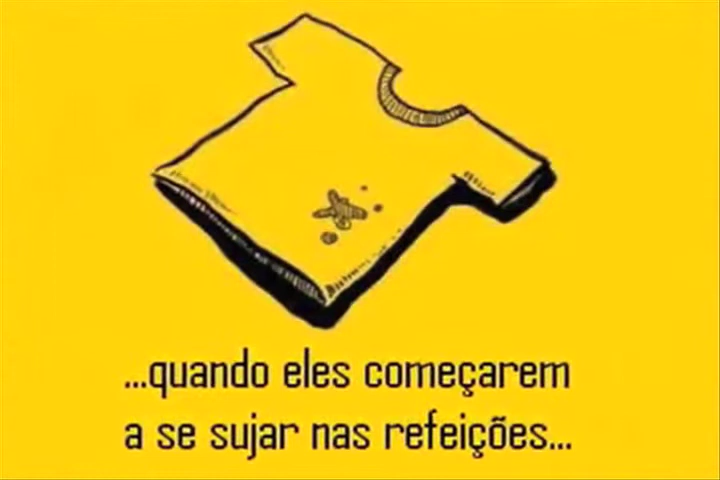 ...quando eles começarem
a se sujar nas refeições...